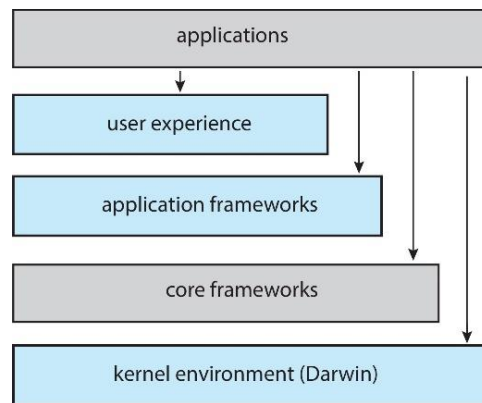 applications
user experience
application frameworks
core frameworks
kernel environment (Darwin)